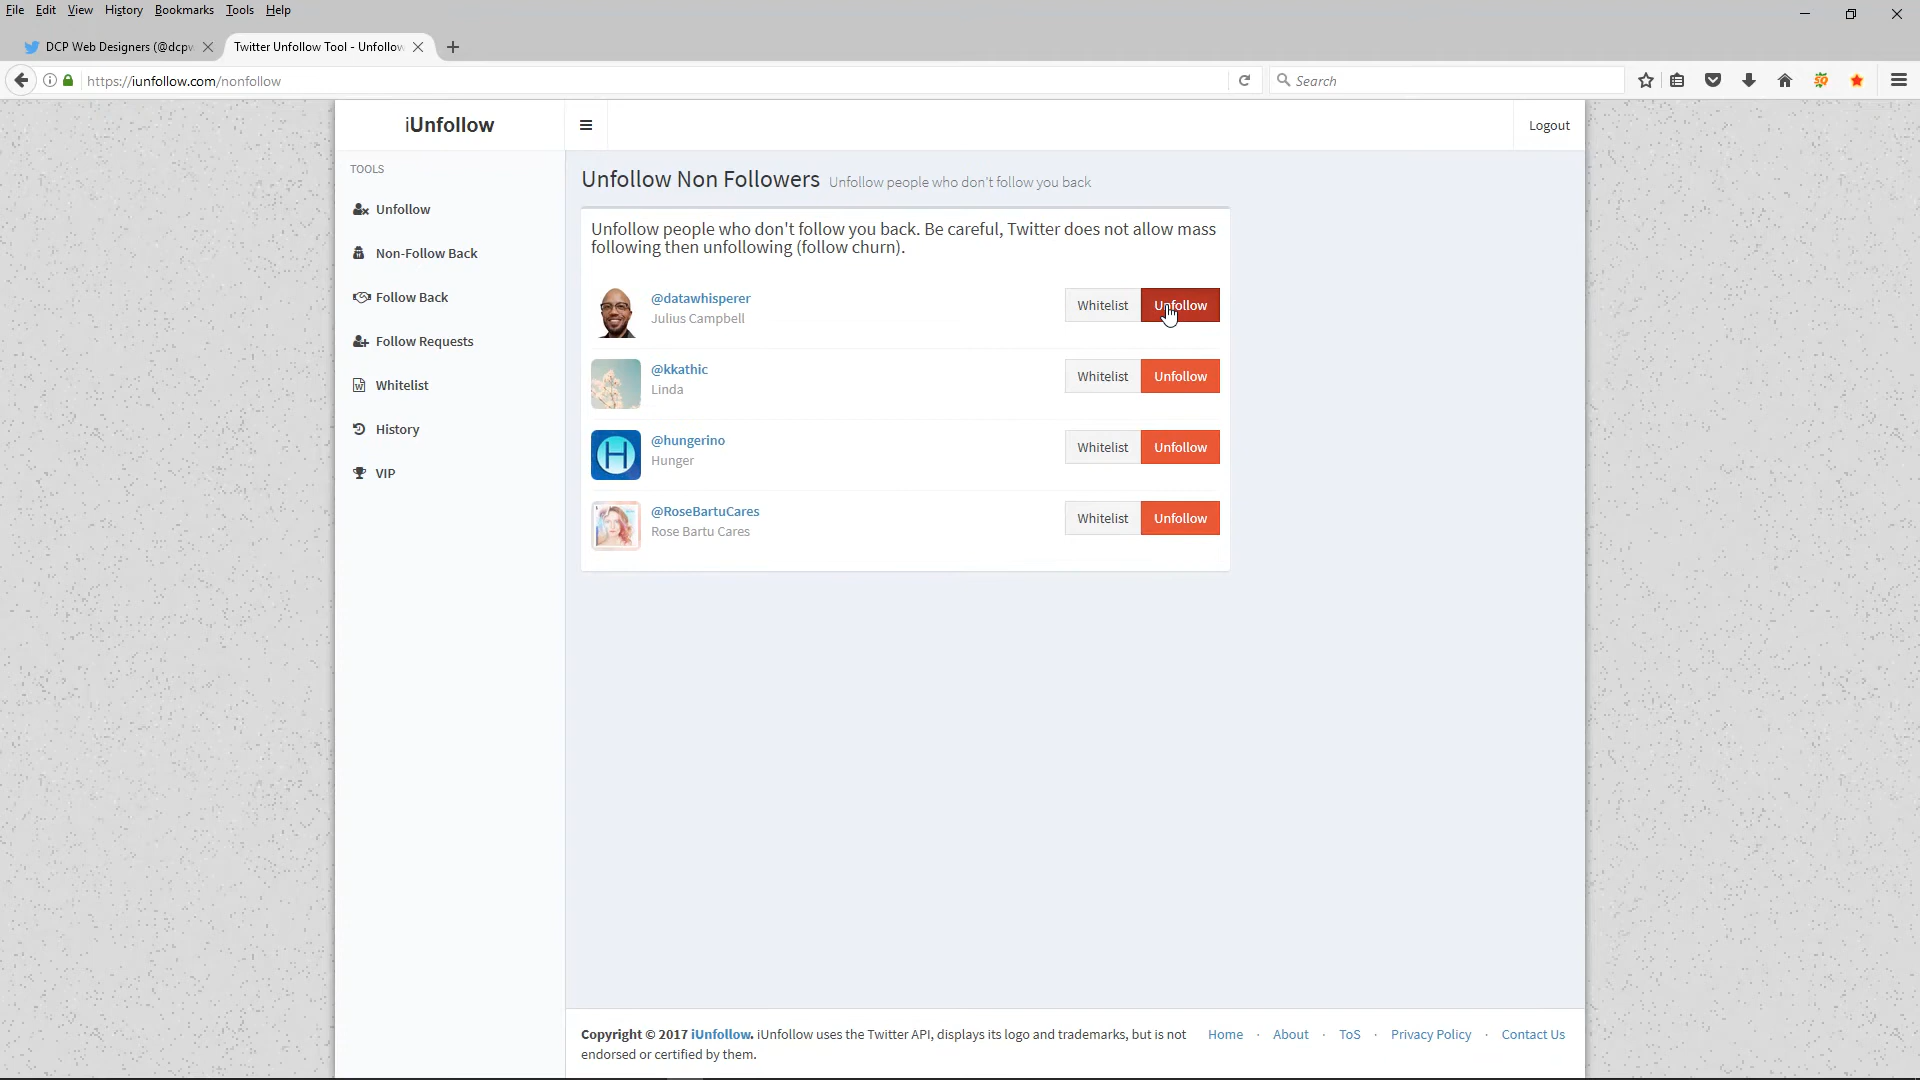 File Edit View History Bookmarks Tools Help
DCP Web Designers (@dcpw
Twitter Unfollow Tool - Unfollow
https://iunfollow.com/nonfollow
Search
iUnfollow
Logout
TOOLS
Unfollow
Non-Follow Back
Follow Back
Follow Requests
Whitelist
History
VIP
Unfollow Non Followers Unfollow people who don't follow you back
Unfollow people who don't follow you back. Be careful, Twitter does not allow mass
following then unfollowing (follow churn).
@datawhisperer
Julius Campbell
Whitelist Unfollow
@kkathic
Linda
Whitelist Unfollow
H
@hungerino
Hunger
Whitelist Unfollow
@RoseBartuCares
Rose Bartu Cares
Whitelist Unfollow
Copyright © 2017 iUnfollow. iUnfollow uses the Twitter API, displays its logo and trademarks, but is not
endorsed or certified by them.
Home · About · ToS · Privacy Policy · Contact Us